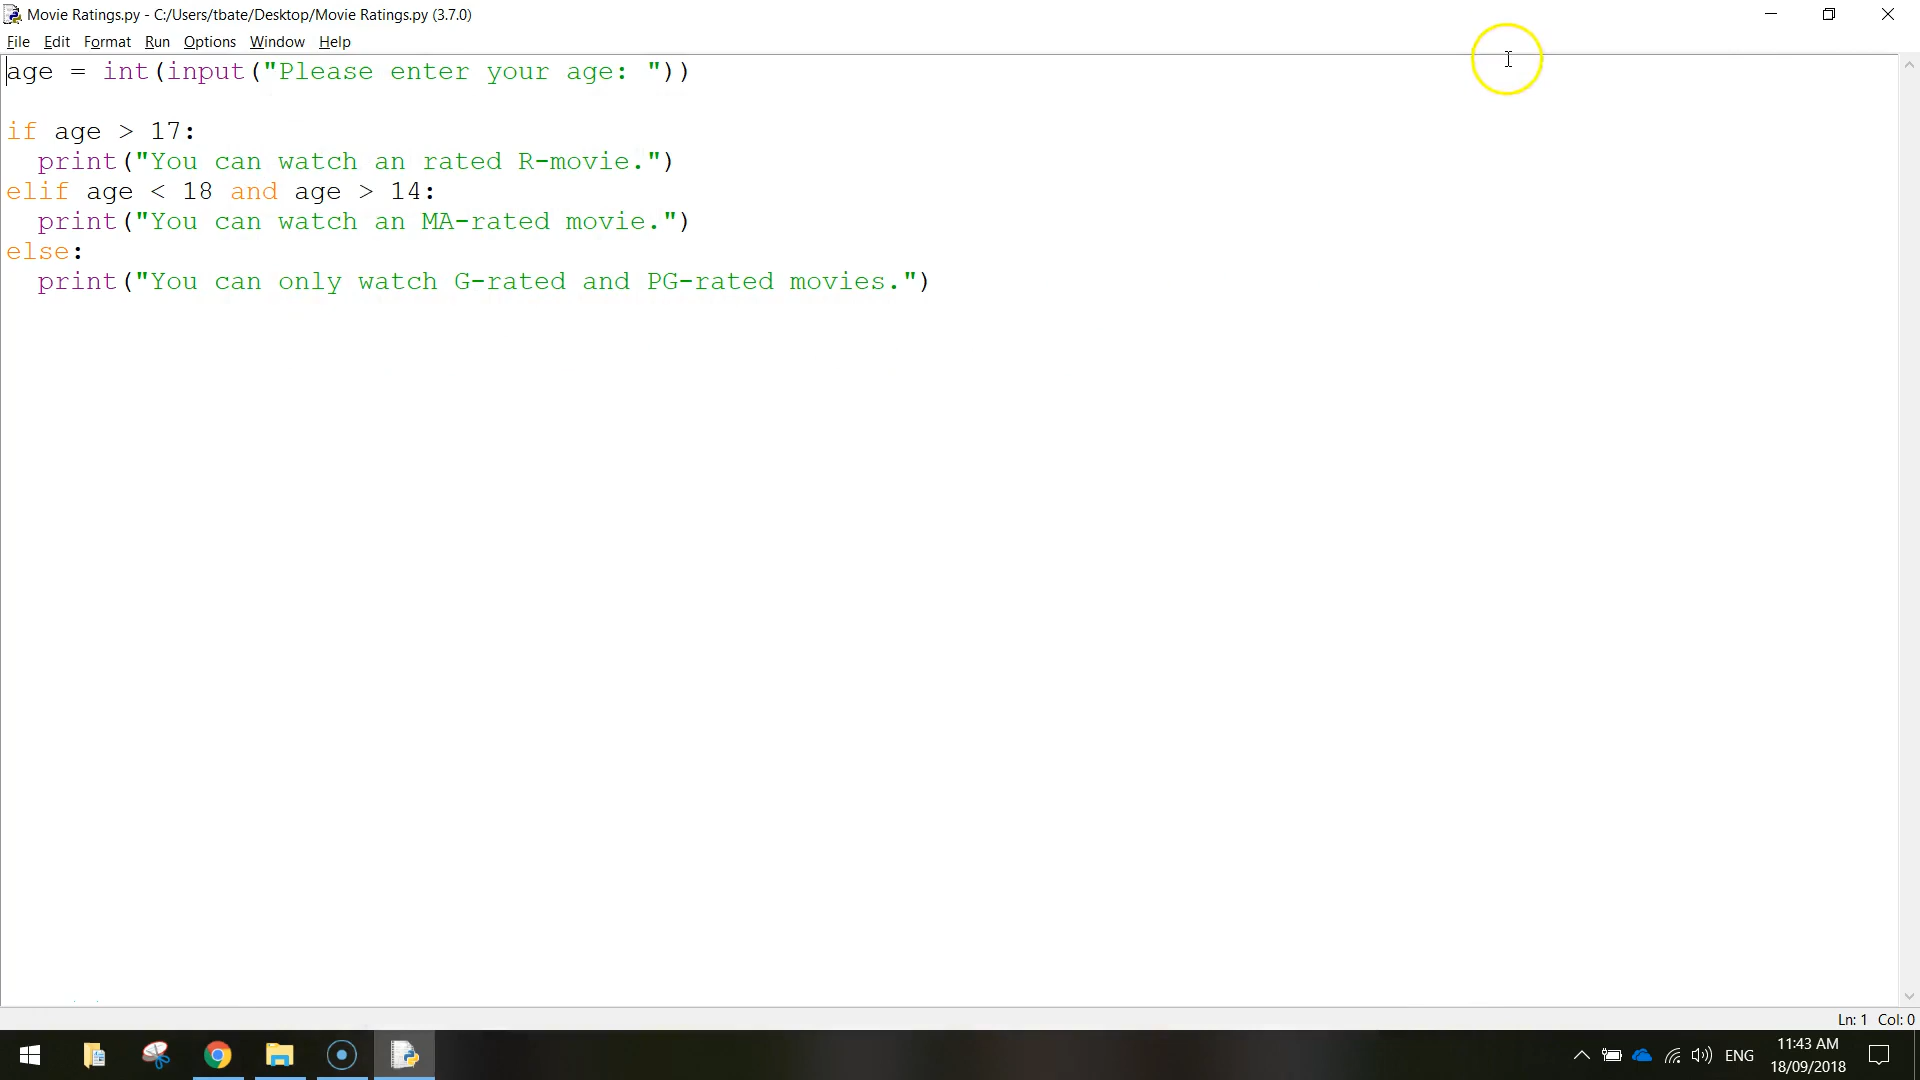 Movie Ratings.py - C:/Users/tbate/Desktop/Movie Ratings.py (3.7.0)
File Edit Format Run Options Window Help
age = int(input("Please enter your age: "))
if age > 17:
  print("You can watch an rated R-movie.")
elif age < 18 and age > 14:
  print("You can watch an MA-rated movie.")
else:
  print("You can only watch G-rated and PG-rated movies.")
Ln: 1 Col: 0
ENG
11:43 AM
18/09/2018